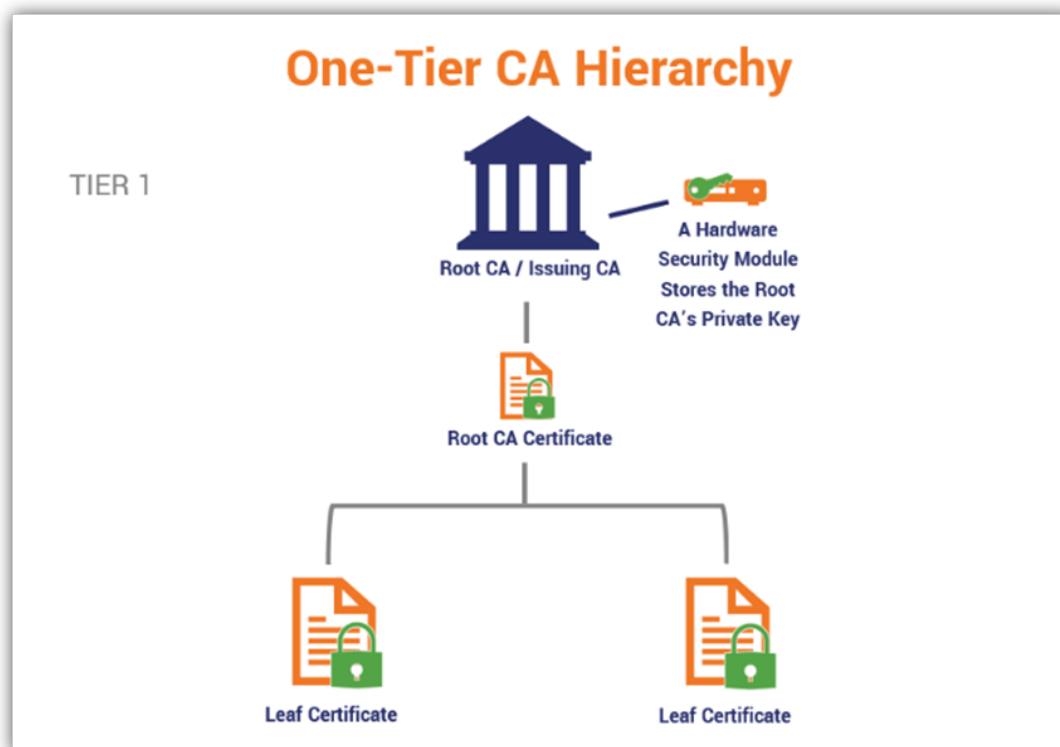 One-Tier CA Hierarchy
TIER 1
Root CA / Issuing CA
A Hardware
Security Module
Stores the Root
CA's Private Key
Root CA Certificate
Leaf Certificate
Leaf Certificate